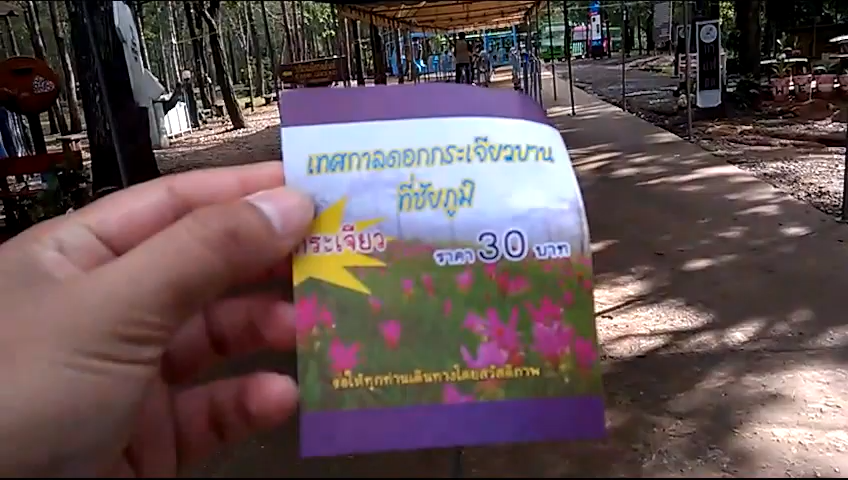 เทศกาลดอกกระเจียวบาน
ที่ชัยภูมิ
กระเจียว
ราคา 30 บาท
ขอให้ทุกท่านเดินทางโดยสวัสดิภาพ